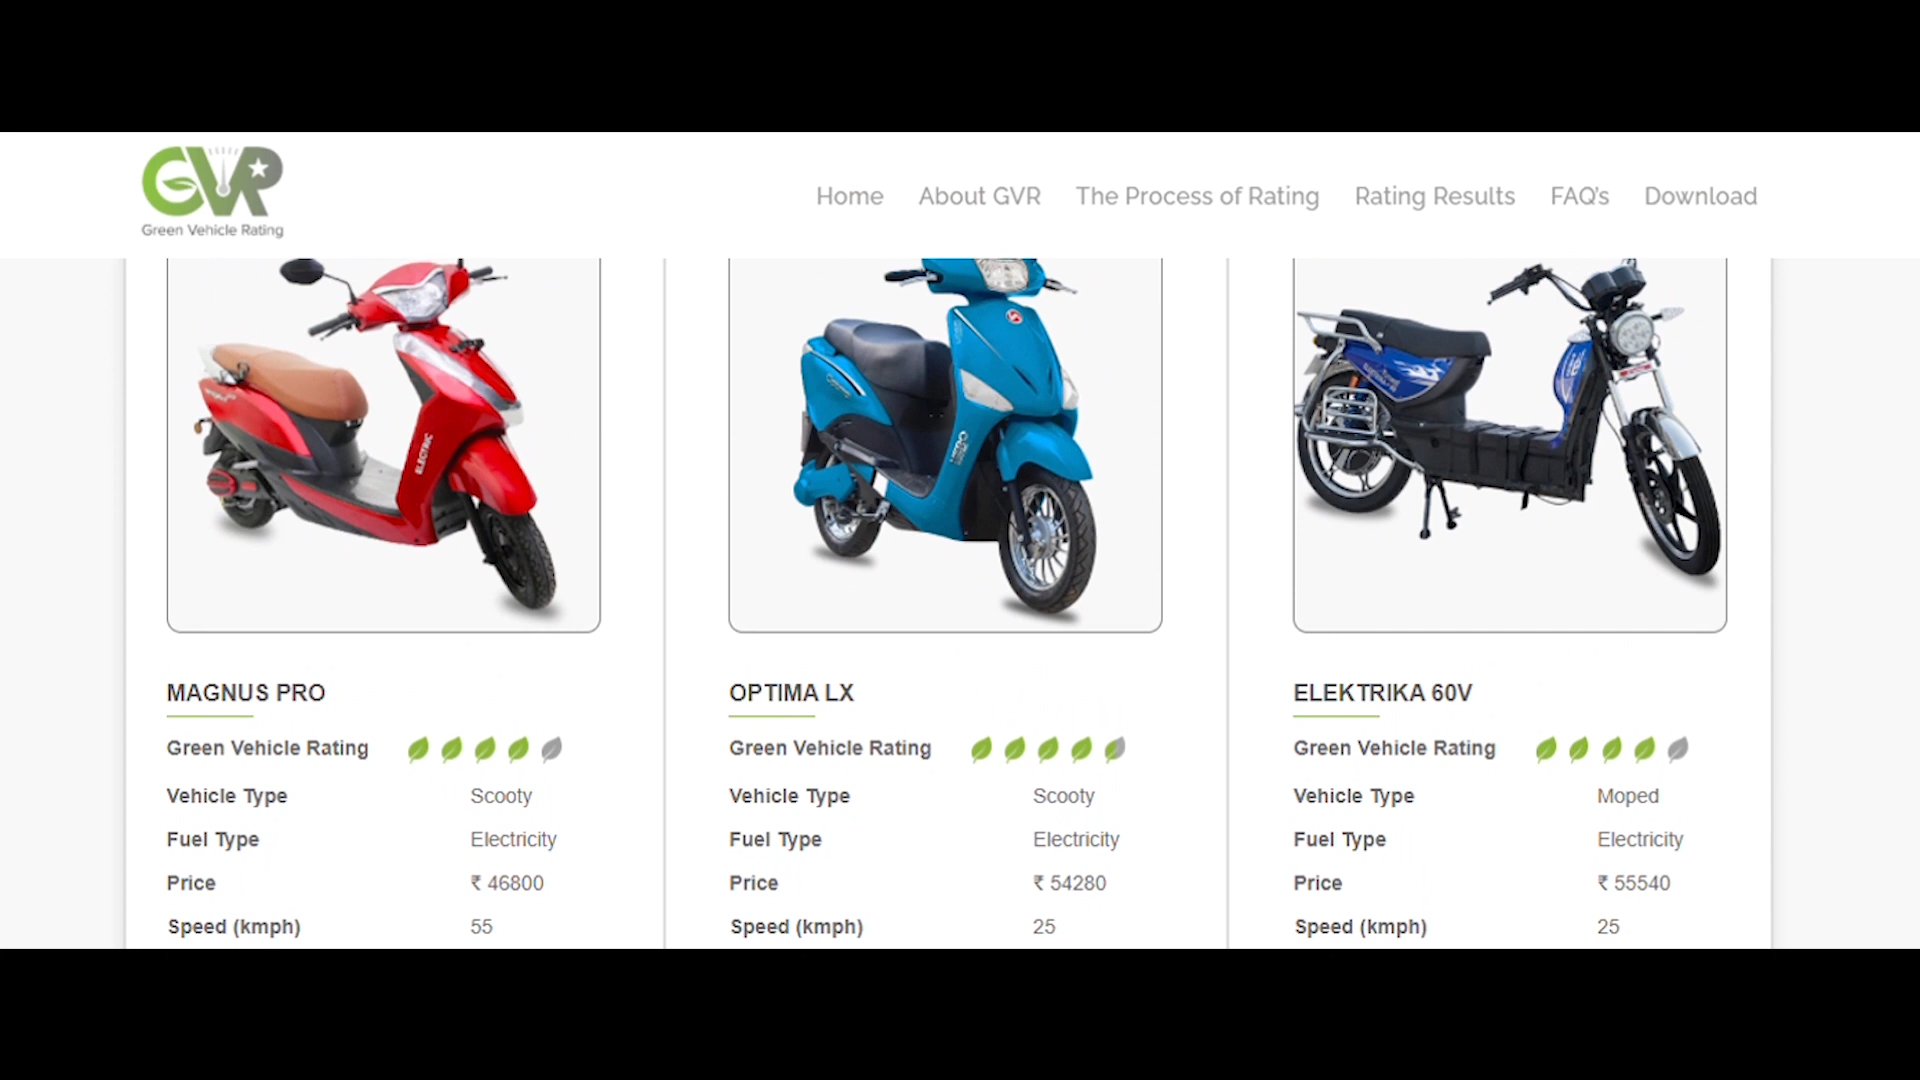 GVR
Green Vehicle Rating
Home About GVR The Process of Rating Rating Results FAQ's Download
ELECTRIC
MAGNUS PRO
Green Vehicle Rating
Vehicle Type Scooty
Fuel Type Electricity
Price ₹ 46800
Speed (kmph) 55
OPTIMA LX
Green Vehicle Rating
Vehicle Type Scooty
Fuel Type Electricity
Price ₹ 54280
Speed (kmph) 25
ELEKTRIKA 60V
Green Vehicle Rating
Vehicle Type Moped
Fuel Type Electricity
Price ₹ 55540
Speed (kmph) 25